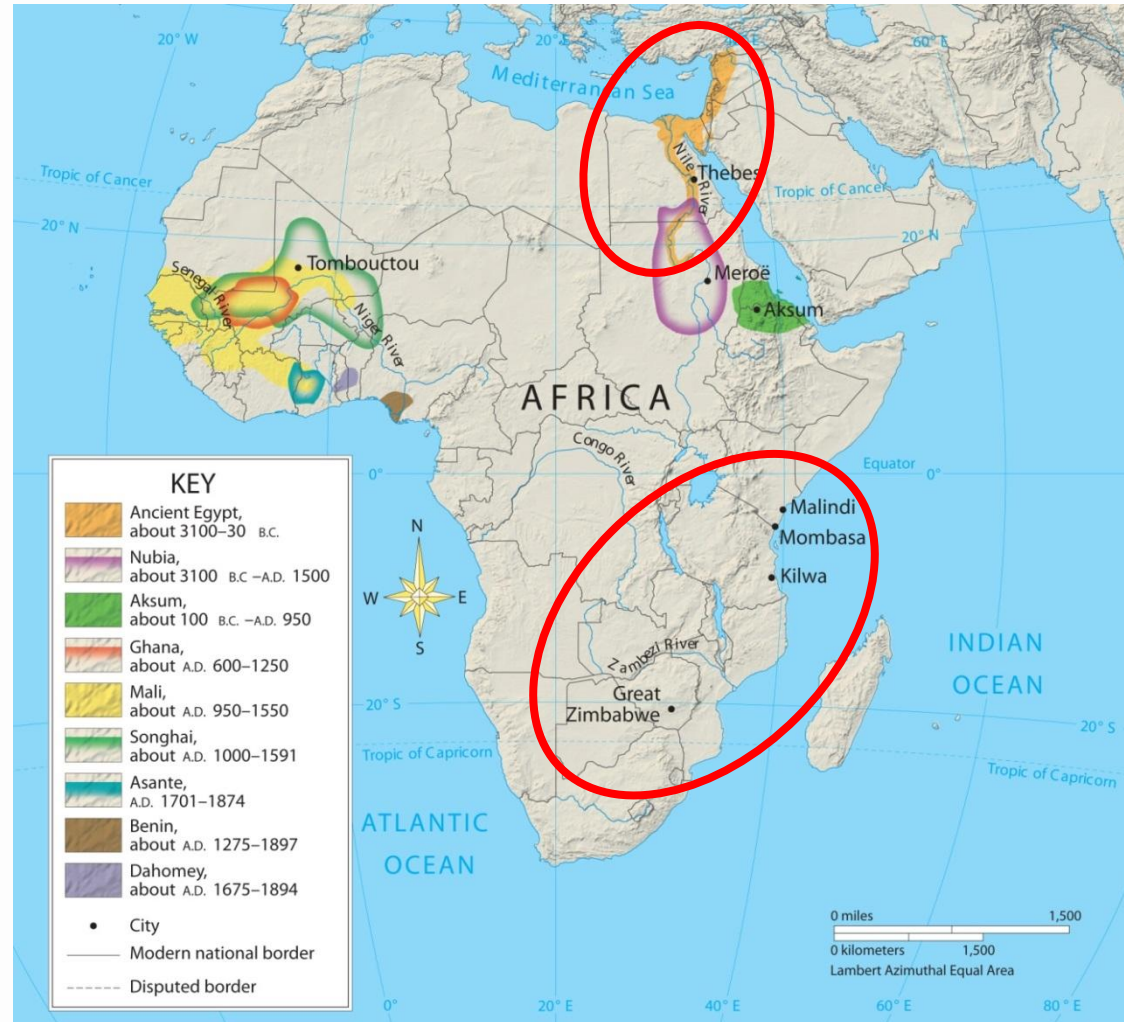 20° W
0°
20° E
60° E
Mediterranean Sea
Tropic of Cancer
Nile River
Thebes
Tropic of Cancer
20° N
20° N
Tombouctou
Senegal River
Niger River
Meroë
Aksum
AFRICA
Congo River
Equator
0°
0°
Malindi
Mombasa
Kilwa
N
W
E
S
Zambezi River
Great
Zimbabwe
INDIAN
OCEAN
20° S
20° S
Tropic of Capricorn
Tropic of Capricorn
ATLANTIC
OCEAN
KEY
Ancient Egypt,
about 3100–30 B.C.
Nubia,
about 3100 B.C –A.D. 1500
Aksum,
about 100 B.C. –A.D. 950
Ghana,
about A.D. 600–1250
Mali,
about A.D. 950–1550
Songhai,
about A.D. 1000–1591
Asante,
A.D. 1701–1874
Benin,
about A.D. 1275–1897
Dahomey,
about A.D. 1675–1894
City
Modern national border
Disputed border
0 miles 1,500
0 kilometers 1,500
Lambert Azimuthal Equal Area
0°
20° E
40° E
60° E
80° E